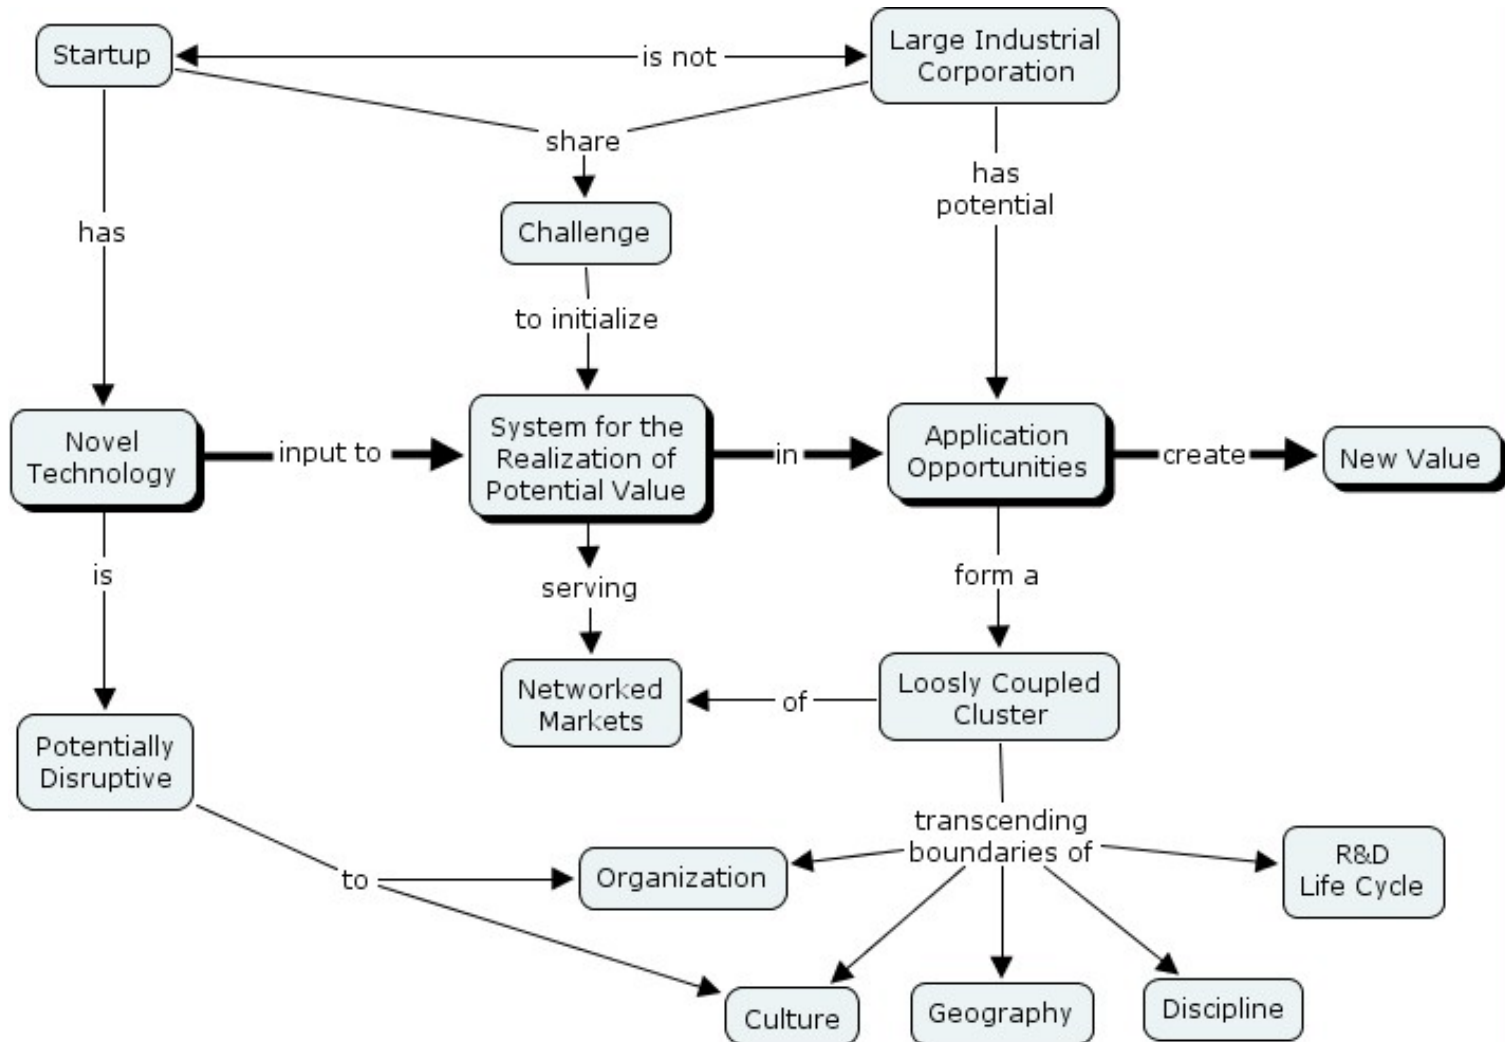 Startup
is not
Large Industrial
Corporation
share
has
potential
has
Challenge
to initialize
Novel
Technology
input to
System for the
Realization of
Potential Value
in
Application
Opportunities
create
New Value
is
serving
form a
Networked
Markets
of
Loosly Coupled
Cluster
Potentially
Disruptive
transcending
boundaries of
to
Organization
R&D
Life Cycle
Culture
Geography
Discipline